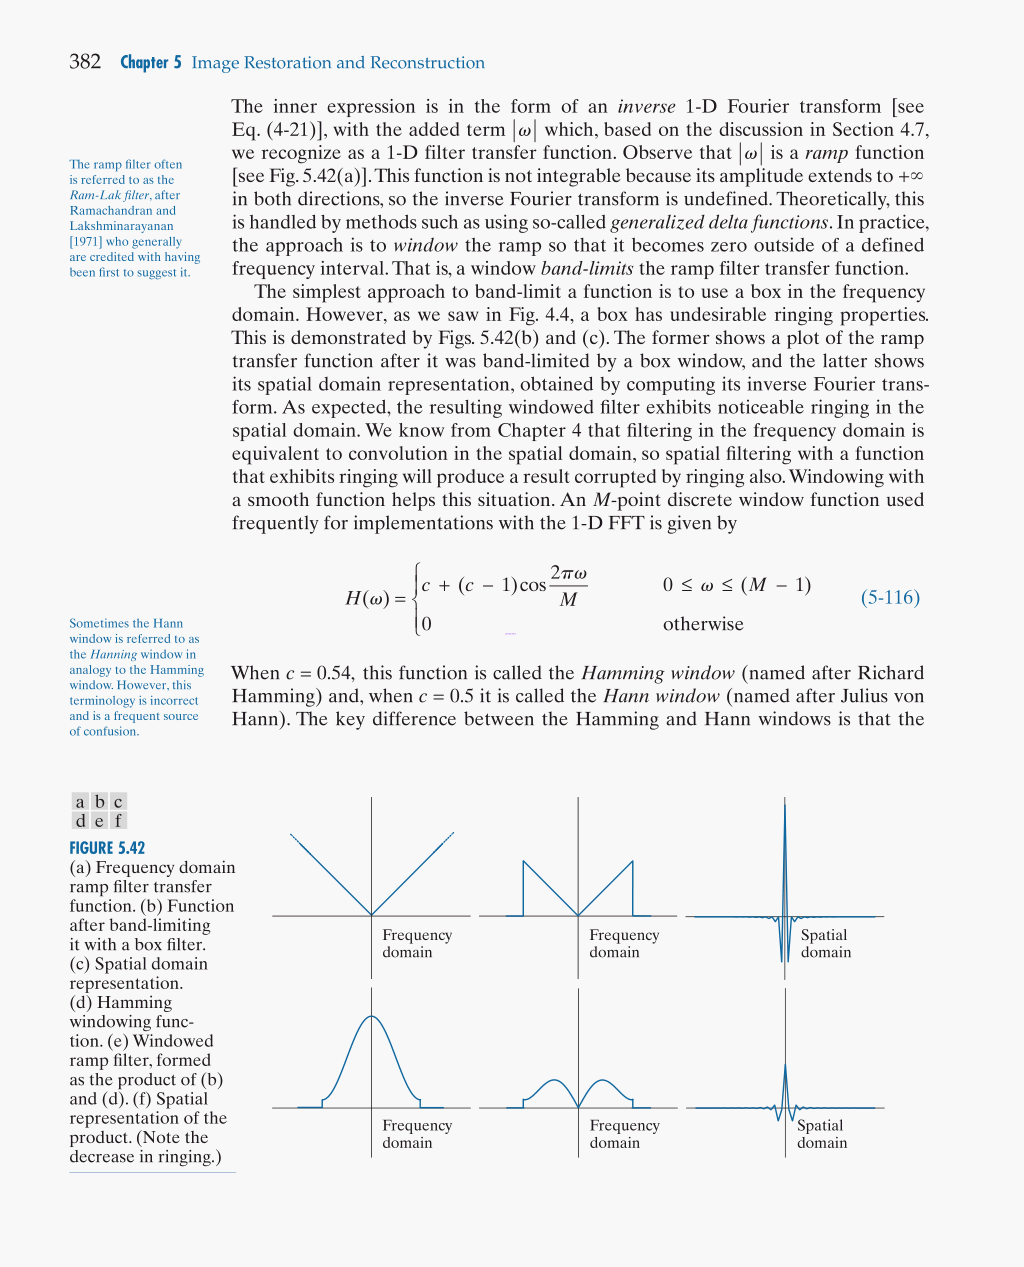 382 Chapter 5 Image Restoration and Reconstruction
The inner expression is in the form of an inverse 1-D Fourier transform [see
Eq. (4-21)], with the added term |ω| which, based on the discussion in Section 4.7,
we recognize as a 1-D filter transfer function. Observe that |ω| is a ramp function
[see Fig. 5.42(a)]. This function is not integrable because its amplitude extends to +∞
in both directions, so the inverse Fourier transform is undefined. Theoretically, this
is handled by methods such as using so-called generalized delta functions. In practice,
the approach is to window the ramp so that it becomes zero outside of a defined
frequency interval. That is, a window band-limits the ramp filter transfer function.
The ramp filter often
is referred to as the
Ram-Lak filter, after
Ramachandran and
Lakshminarayanan
[1971] who generally
are credited with having
been first to suggest it.
The simplest approach to band-limit a function is to use a box in the frequency
domain. However, as we saw in Fig. 4.4, a box has undesirable ringing properties.
This is demonstrated by Figs. 5.42(b) and (c). The former shows a plot of the ramp
transfer function after it was band-limited by a box window, and the latter shows
its spatial domain representation, obtained by computing its inverse Fourier trans-
form. As expected, the resulting windowed filter exhibits noticeable ringing in the
spatial domain. We know from Chapter 4 that filtering in the frequency domain is
equivalent to convolution in the spatial domain, so spatial filtering with a function
that exhibits ringing will produce a result corrupted by ringing also. Windowing with
a smooth function helps this situation. An M-point discrete window function used
frequently for implementations with the 1-D FFT is given by
H(ω) = { c + (c − 1)cos 2πω/M 0 ≤ ω ≤ (M − 1) (5-116)
0 otherwise
Sometimes the Hann
window is referred to as
the Hanning window in
analogy to the Hamming
window. However, this
terminology is incorrect
and is a frequent source
of confusion.
When c = 0.54, this function is called the Hamming window (named after Richard
Hamming) and, when c = 0.5 it is called the Hann window (named after Julius von
Hann). The key difference between the Hamming and Hann windows is that the
a b c
d e f
FIGURE 5.42
(a) Frequency domain
ramp filter transfer
function. (b) Function
after band-limiting
it with a box filter.
(c) Spatial domain
representation.
(d) Hamming
windowing func-
tion. (e) Windowed
ramp filter, formed
as the product of (b)
and (d). (f) Spatial
representation of the
product. (Note the
decrease in ringing.)
Frequency
domain
Frequency
domain
Spatial
domain
Frequency
domain
Frequency
domain
Spatial
domain